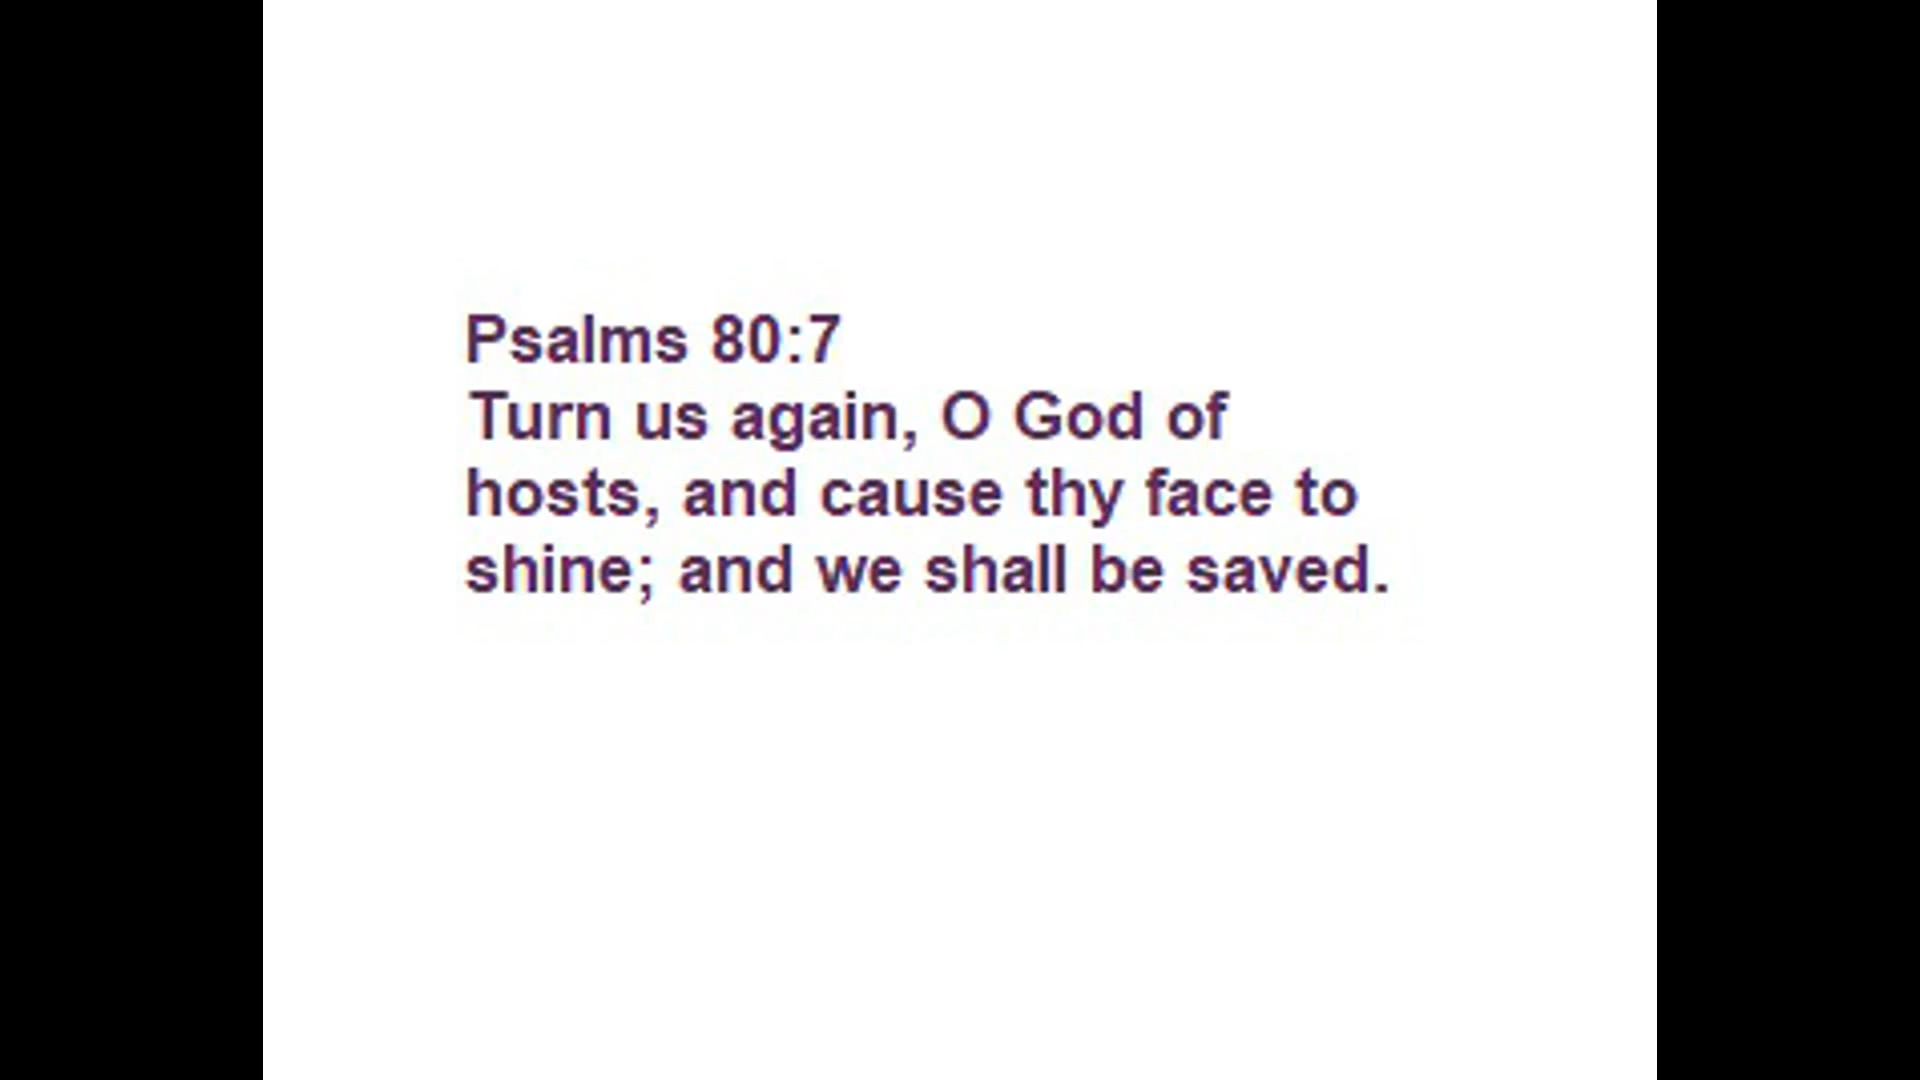 Psalms 80:7
Turn us again, O God of
hosts, and cause thy face to
shine; and we shall be saved.